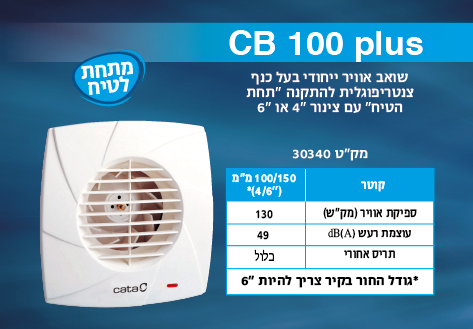 CB 100 plus
מתחת
לטיח
שואב אוויר ייחודי בעל כנף
צנטריפוגלית להתקנה "תחת
הטיח" עם צינור "4 או "6
מק"ט 30340
קוטר 100/150 מ"מ
("4/6)*
ספיקת אוויר (מק"ש) 130
עוצמת רעש dB(A) 49
תריס אחורי בלול
*גודל החור בקיר צריך להיות "6
cata